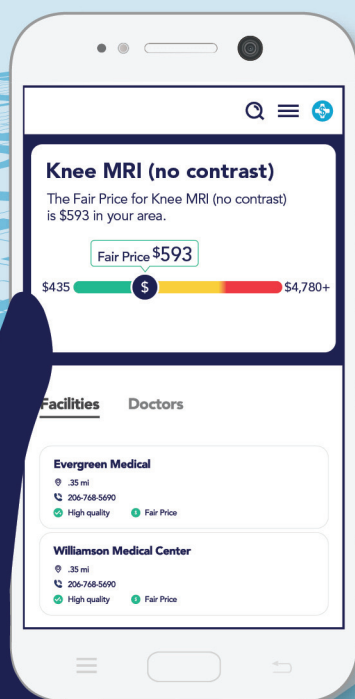 Knee MRI (no contrast)
The Fair Price for Knee MRI (no contrast)
is $593 in your area.
Fair Price $593
$435 $ $4,780+
Facilities Doctors
Evergreen Medical
.35 mi
206-768-5690
High quality $ Fair Price
Williamson Medical Center
.35 mi
206-768-5690
High quality $ Fair Price